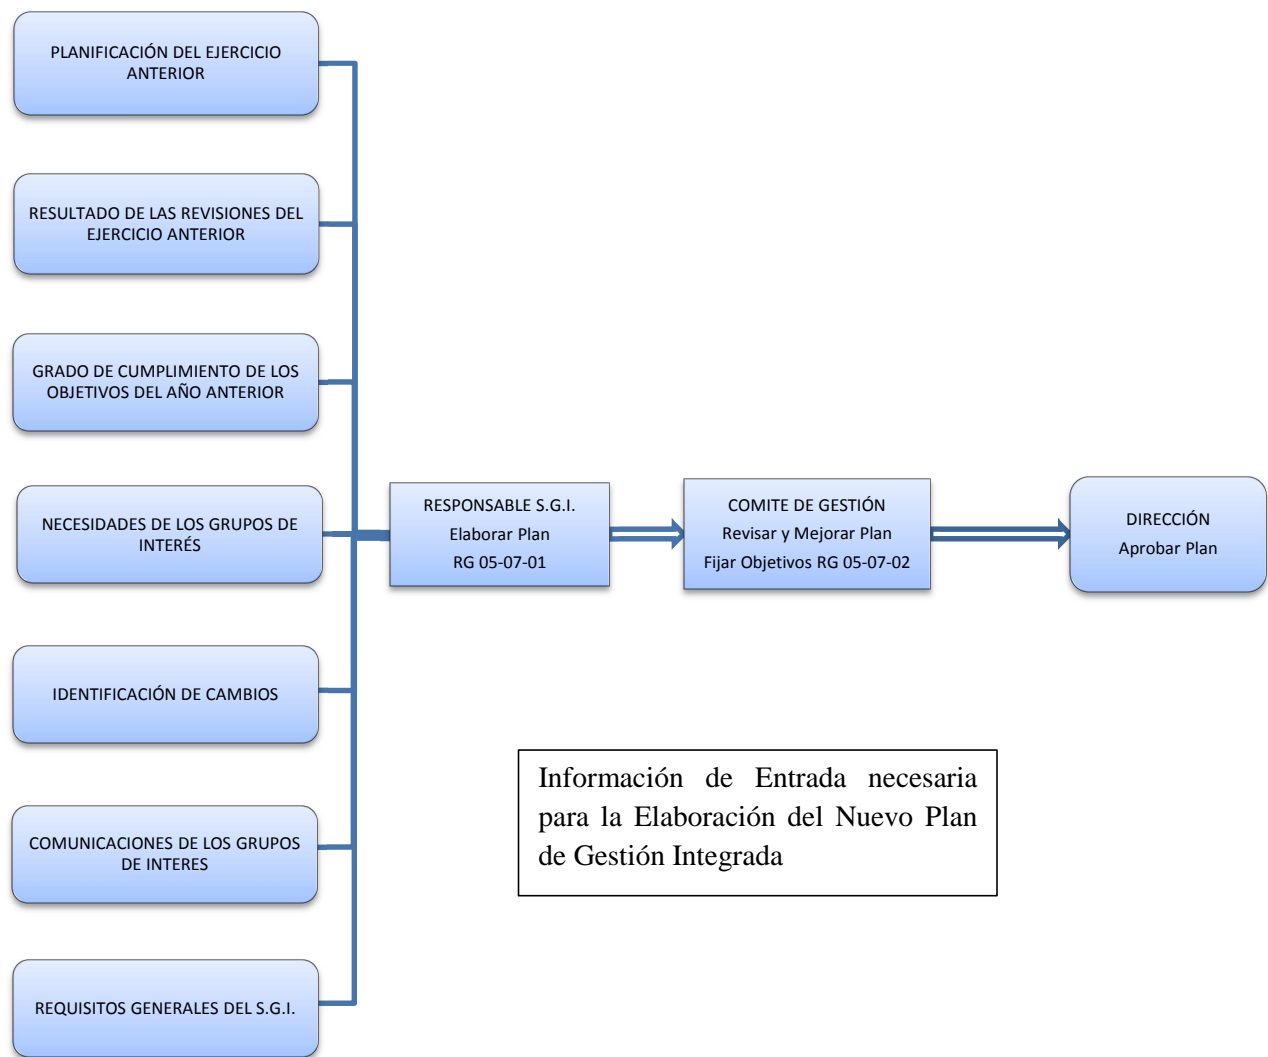 PLANIFICACIÓN DEL EJERCICIO
ANTERIOR
RESULTADO DE LAS REVISIONES DEL
EJERCICIO ANTERIOR
GRADO DE CUMPLIMIENTO DE LOS
OBJETIVOS DEL AÑO ANTERIOR
NECESIDADES DE LOS GRUPOS DE
INTERÉS
IDENTIFICACIÓN DE CAMBIOS
COMUNICACIONES DE LOS GRUPOS
DE INTERES
REQUISITOS GENERALES DEL S.G.I.
RESPONSABLE S.G.I.
Elaborar Plan
RG 05-07-01
COMITE DE GESTIÓN
Revisar y Mejorar Plan
Fijar Objetivos RG 05-07-02
DIRECCIÓN
Aprobar Plan
Información de Entrada necesaria
para la Elaboración del Nuevo Plan
de Gestión Integrada